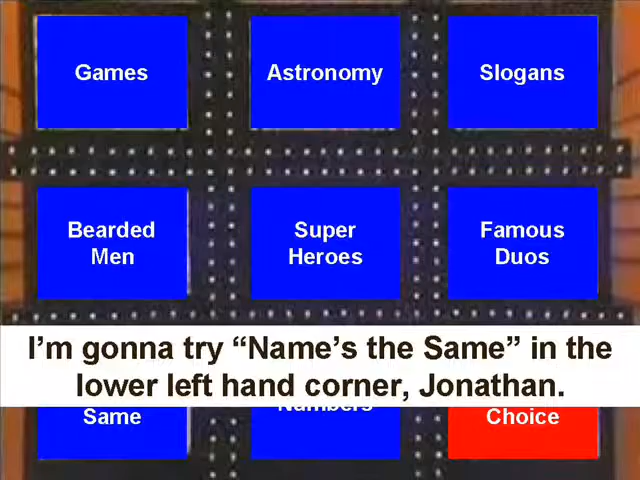 Games
Astronomy
Slogans
Bearded
Men
Super
Heroes
Famous
Duos
I'm gonna try “Name's the Same” in the
lower left hand corner, Jonathan.
Same
Numbers
Choice